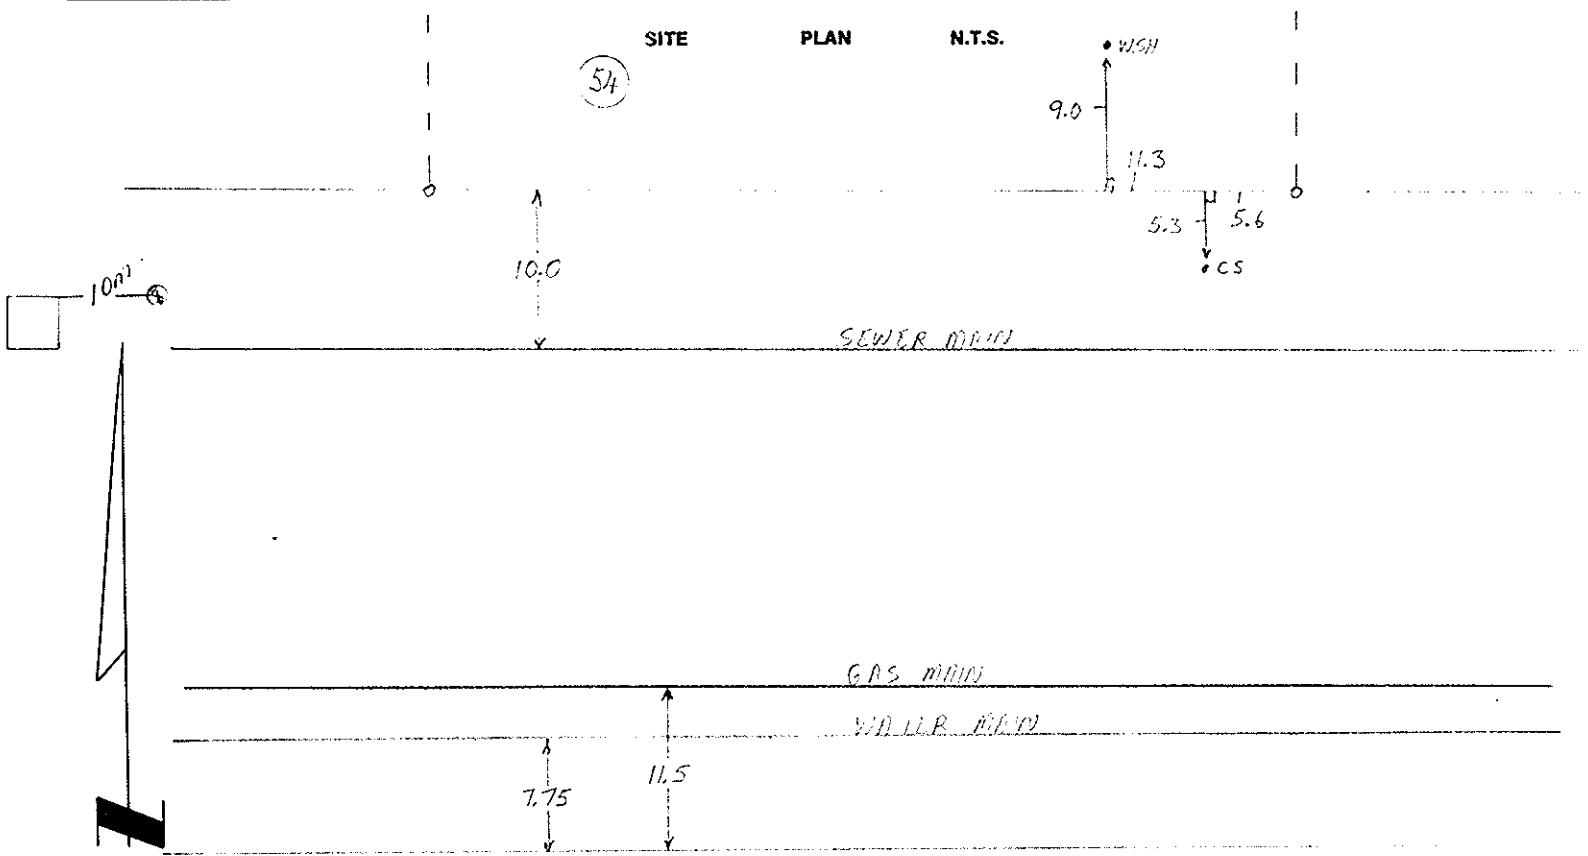 SITE PLAN N.T.S.
WSH
54
9.0
11.3
5.3
5.6
10.0
CS
10m
SEWER MAIN
GAS MAIN
WATER MAIN
11.5
7.75